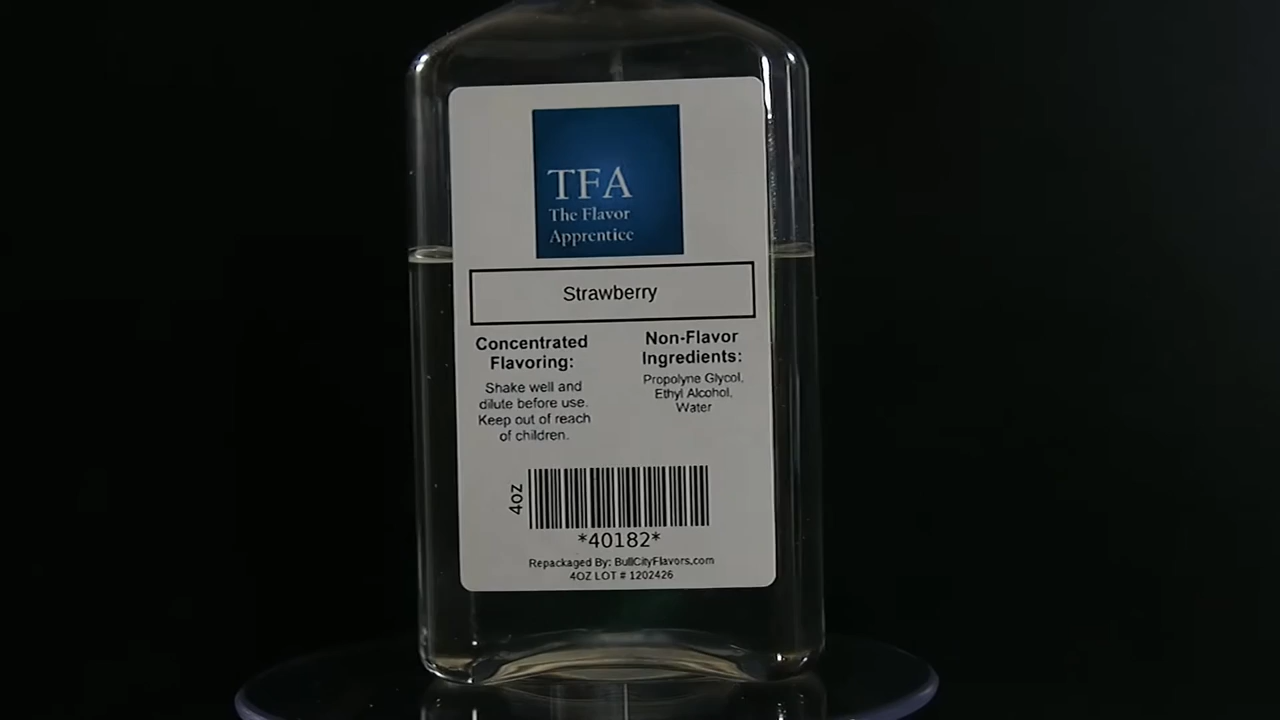 TFA
The Flavor
Apprentice
Strawberry
Concentrated
Flavoring:
Shake well and
dilute before use.
Keep out of reach
of children.
Non-Flavor
Ingredients:
Propolyne Glycol,
Ethyl Alcohol,
Water
4oz
*40182*
Repackaged By: BullCityFlavors.com
4OZ LOT # 1202426